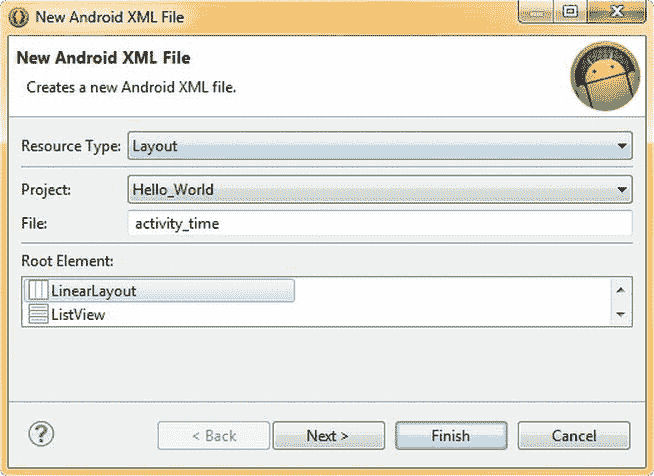 New Android XML File
New Android XML File
Creates a new Android XML file.
Resource Type: Layout
Project: Hello_World
File: activity_time
Root Element:
LinearLayout
ListView
? < Back Next > Finish Cancel